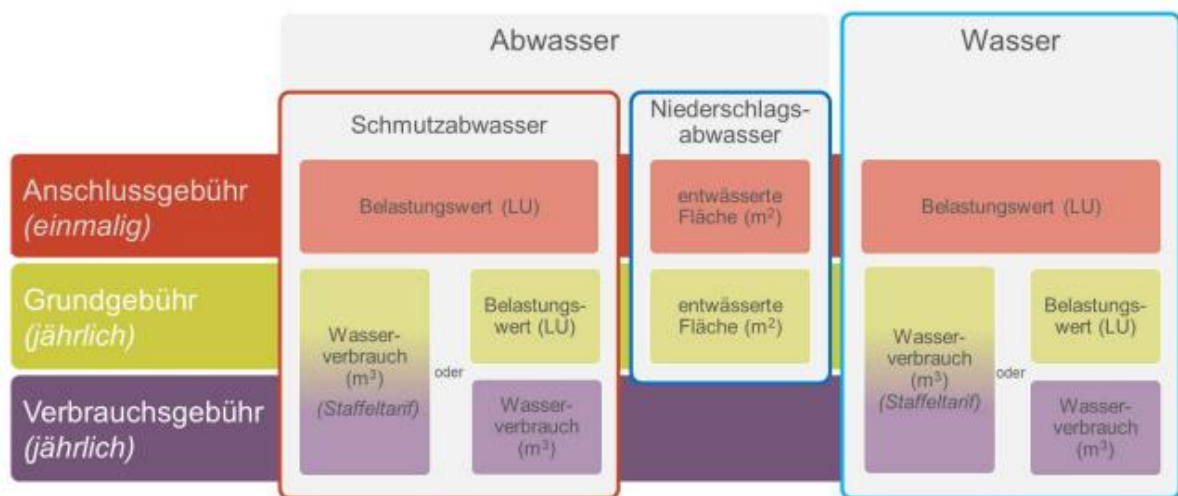 Abwasser
Wasser
Schmutzabwasser
Niederschlags-
abwasser
Anschlussgebühr
(einmalig)
Belastungswert (LU)
entwässerte
Fläche (m²)
Belastungswert (LU)
Grundgebühr
(jährlich)
Wasser-
verbrauch
(m³)
(Staffeltarif)
oder
Belastungs-
wert (LU)
entwässerte
Fläche (m²)
Wasser-
verbrauch
(m³)
(Staffeltarif)
oder
Belastungs-
wert (LU)
Verbrauchsgebühr
(jährlich)
Wasser-
verbrauch
(m³)
Wasser-
verbrauch
(m³)